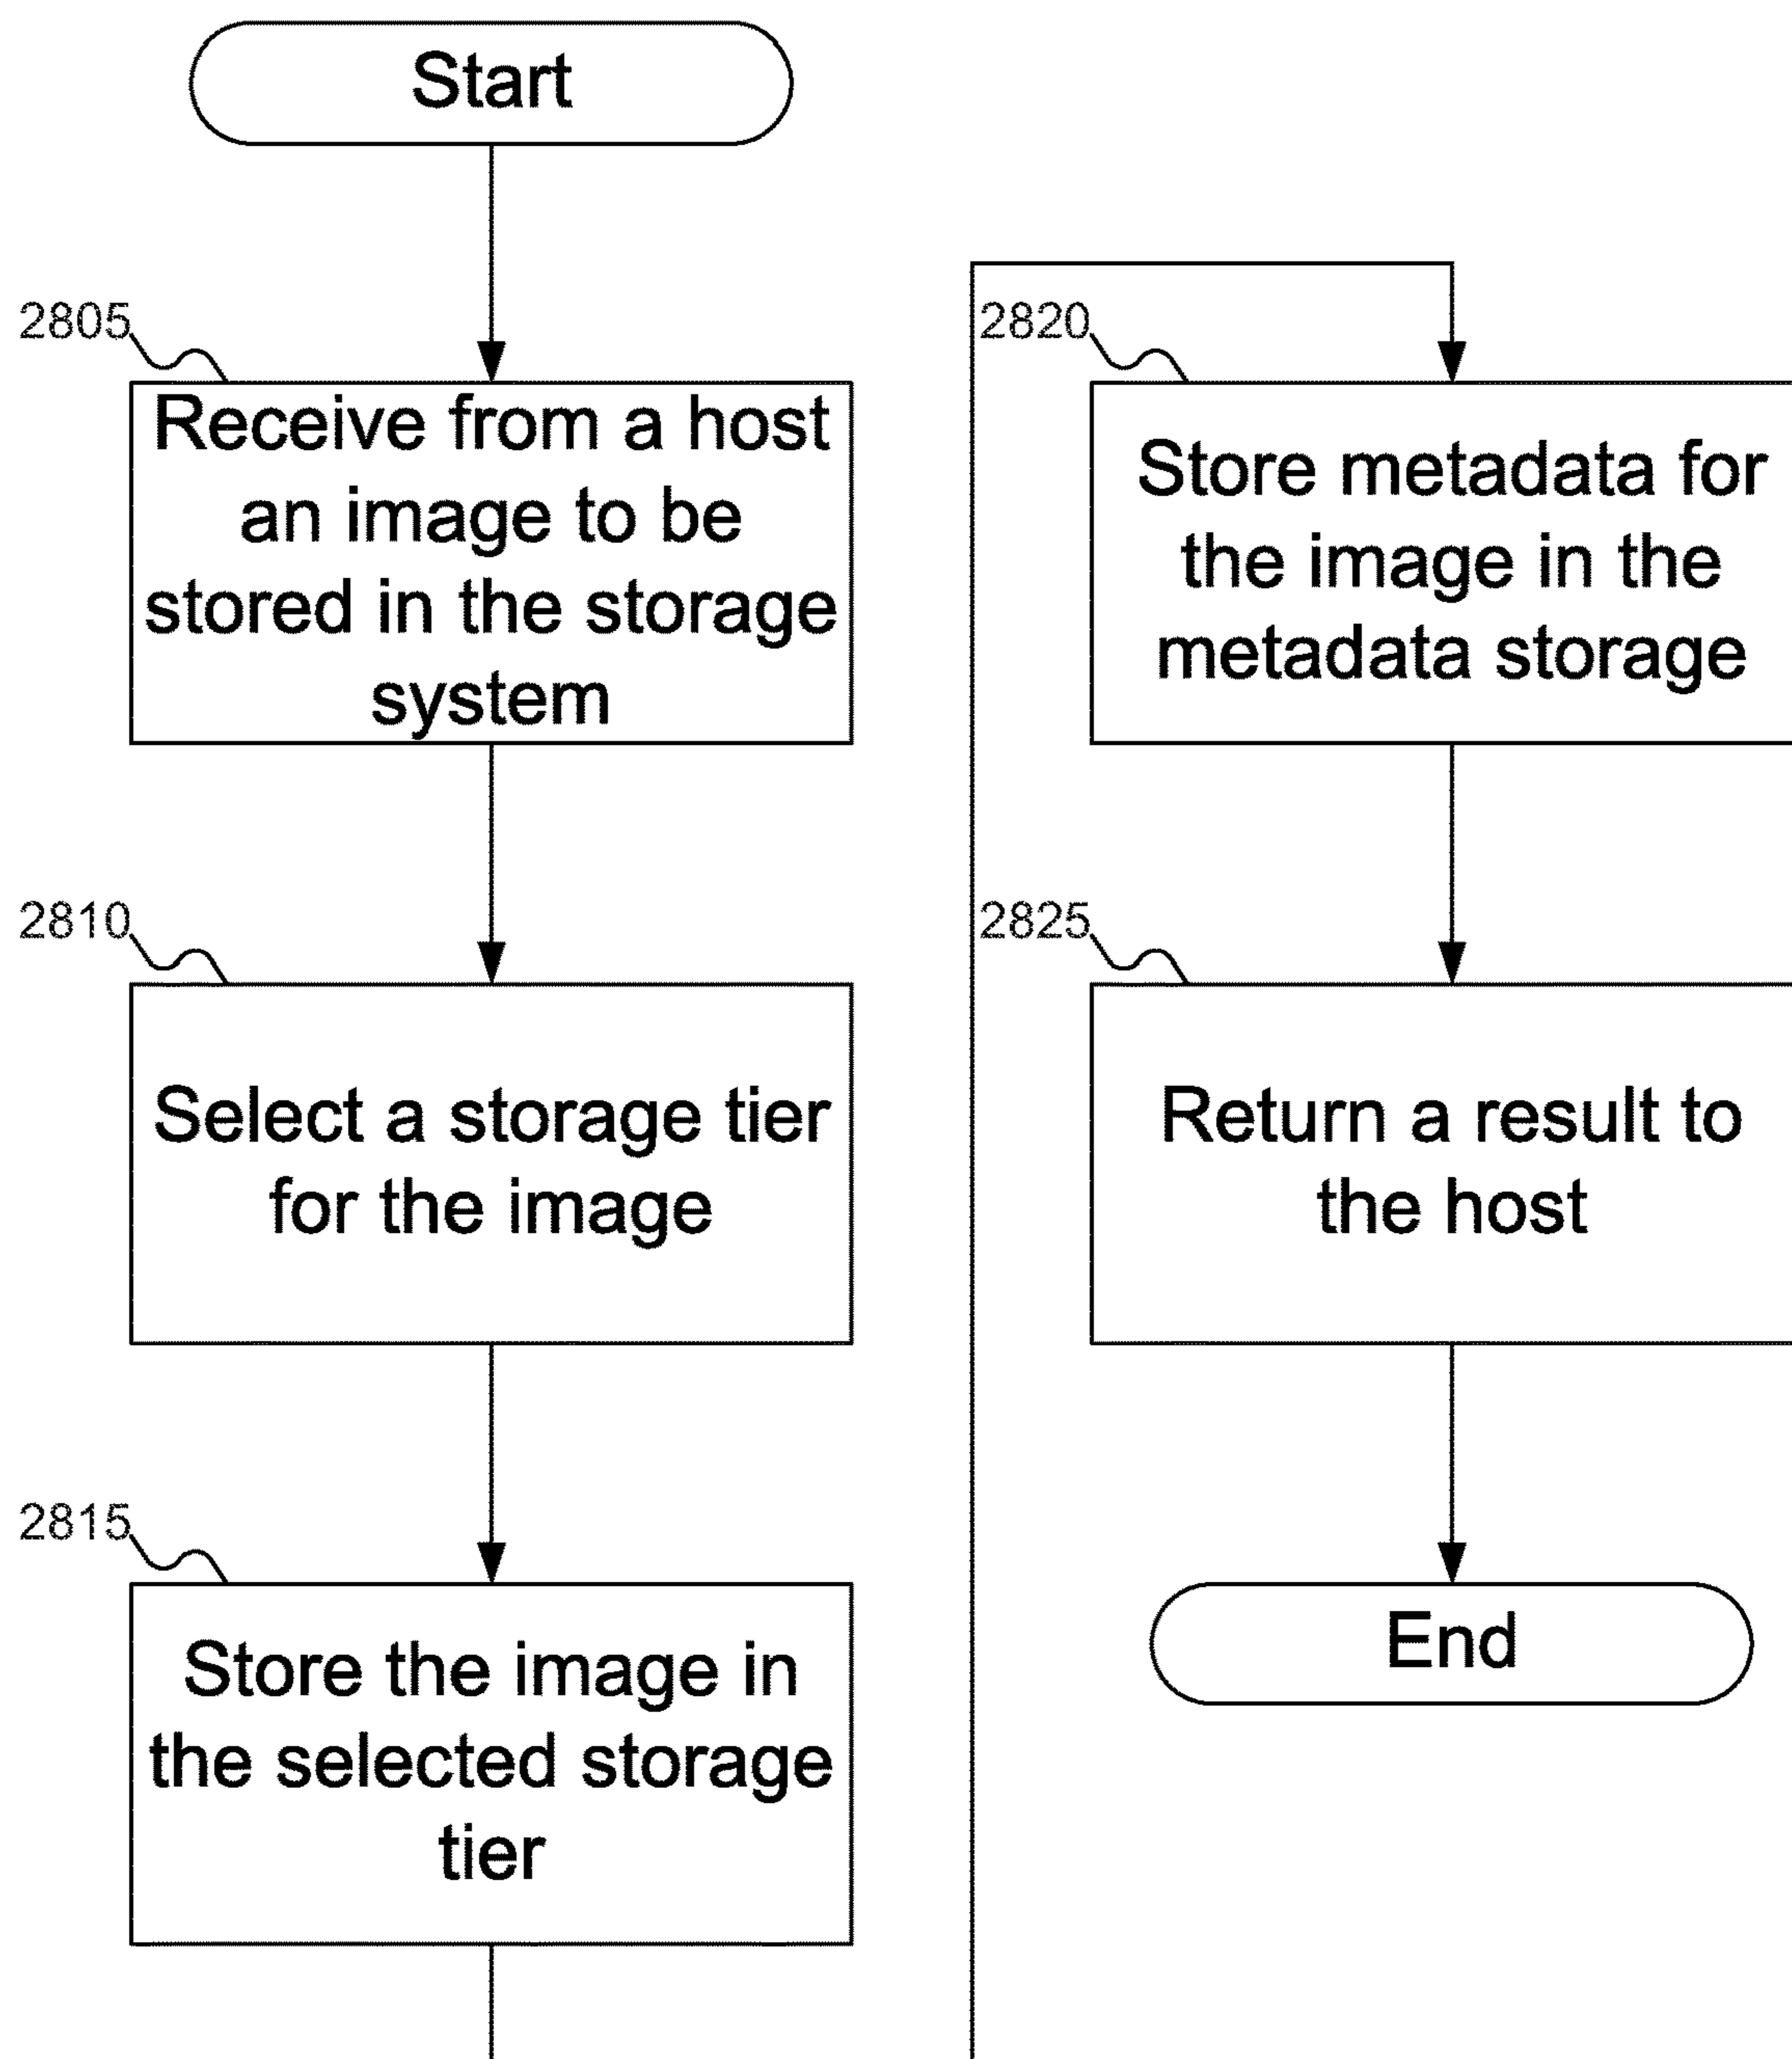 Start
2805
Receive from a host
an image to be
stored in the storage
system
2810
Select a storage tier
for the image
2815
Store the image in
the selected storage
tier
2820
Store metadata for
the image in the
metadata storage
2825
Return a result to
the host
End